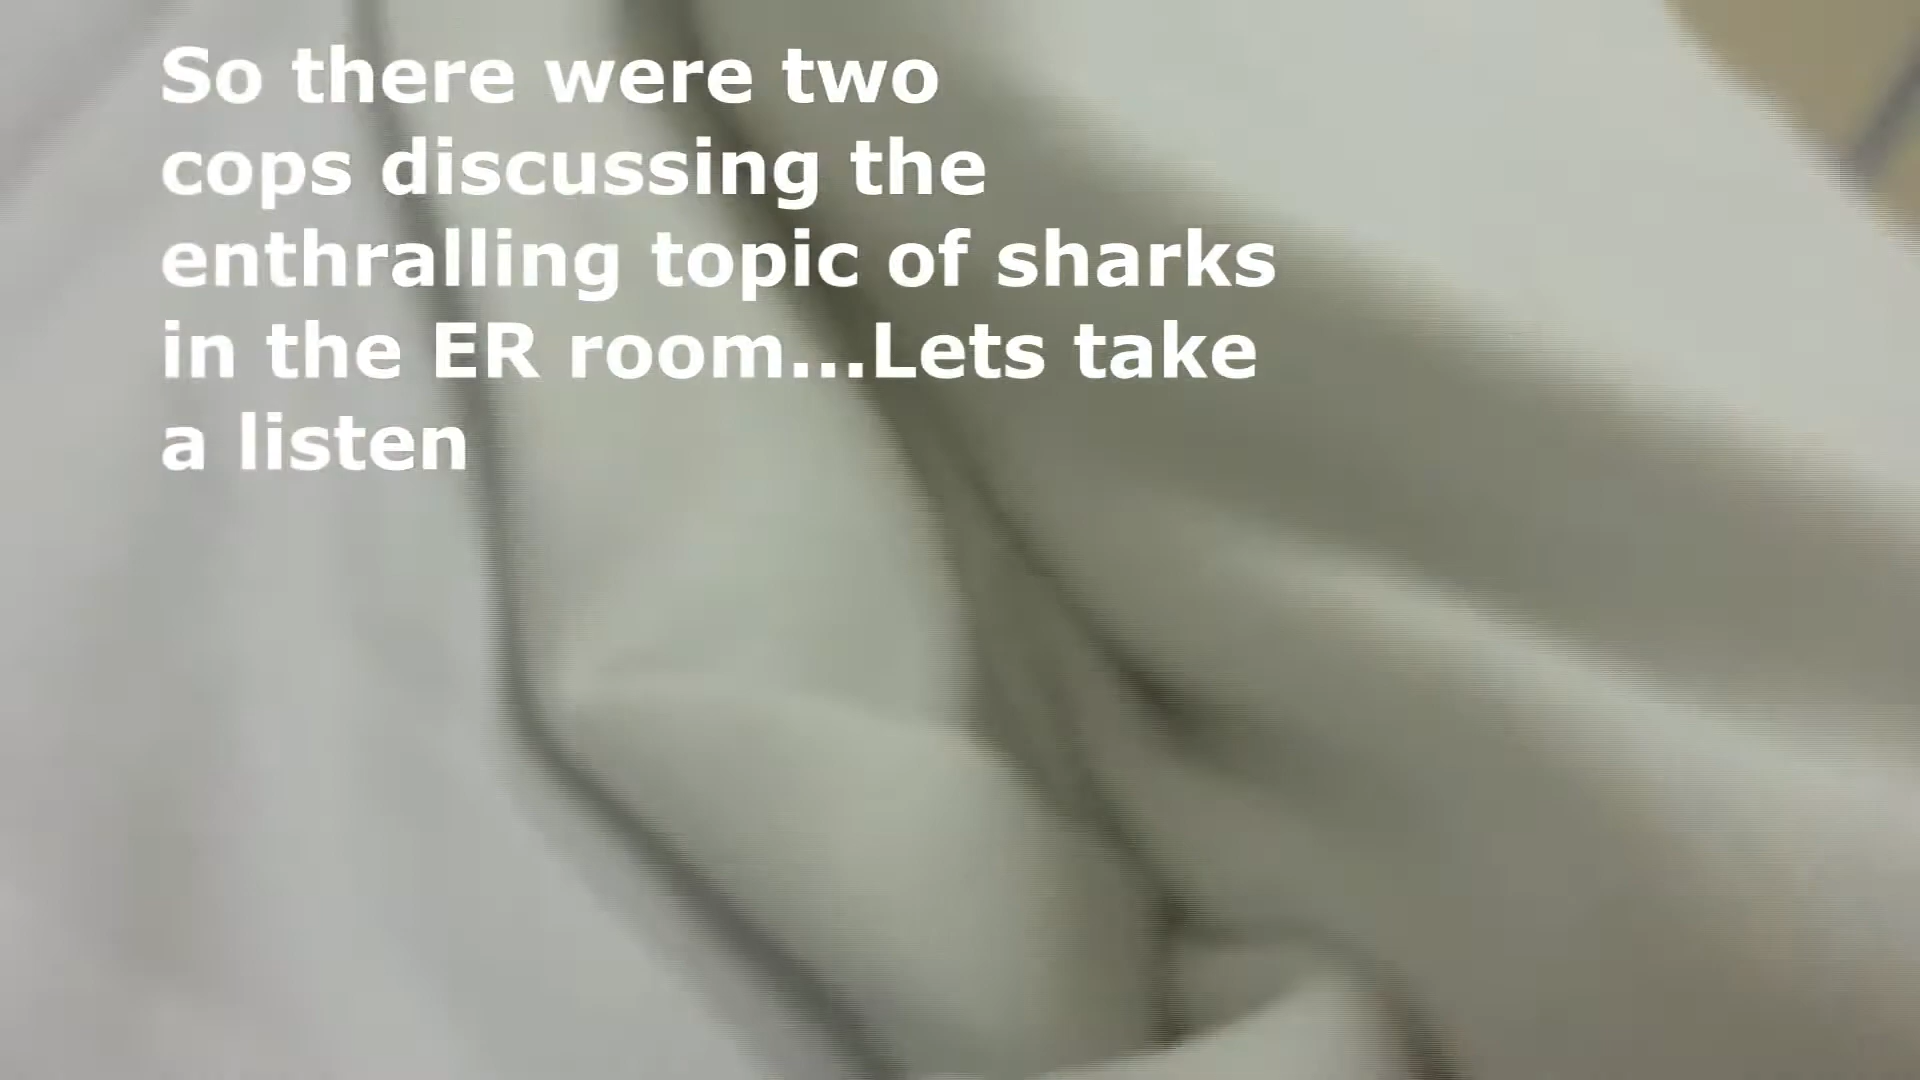 So there were two
cops discussing the
enthralling topic of sharks
in the ER room...Lets take
a listen